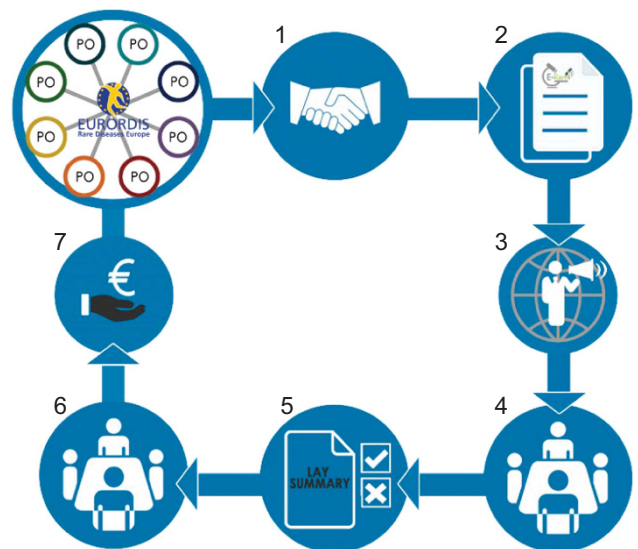 PO
PO
PO
PO
EURORDIS
Rare Diseases Europe
PO
PO
PO
PO
1
2
E-Rare
3
4
LAY
SUMMARY
5
6
7
€